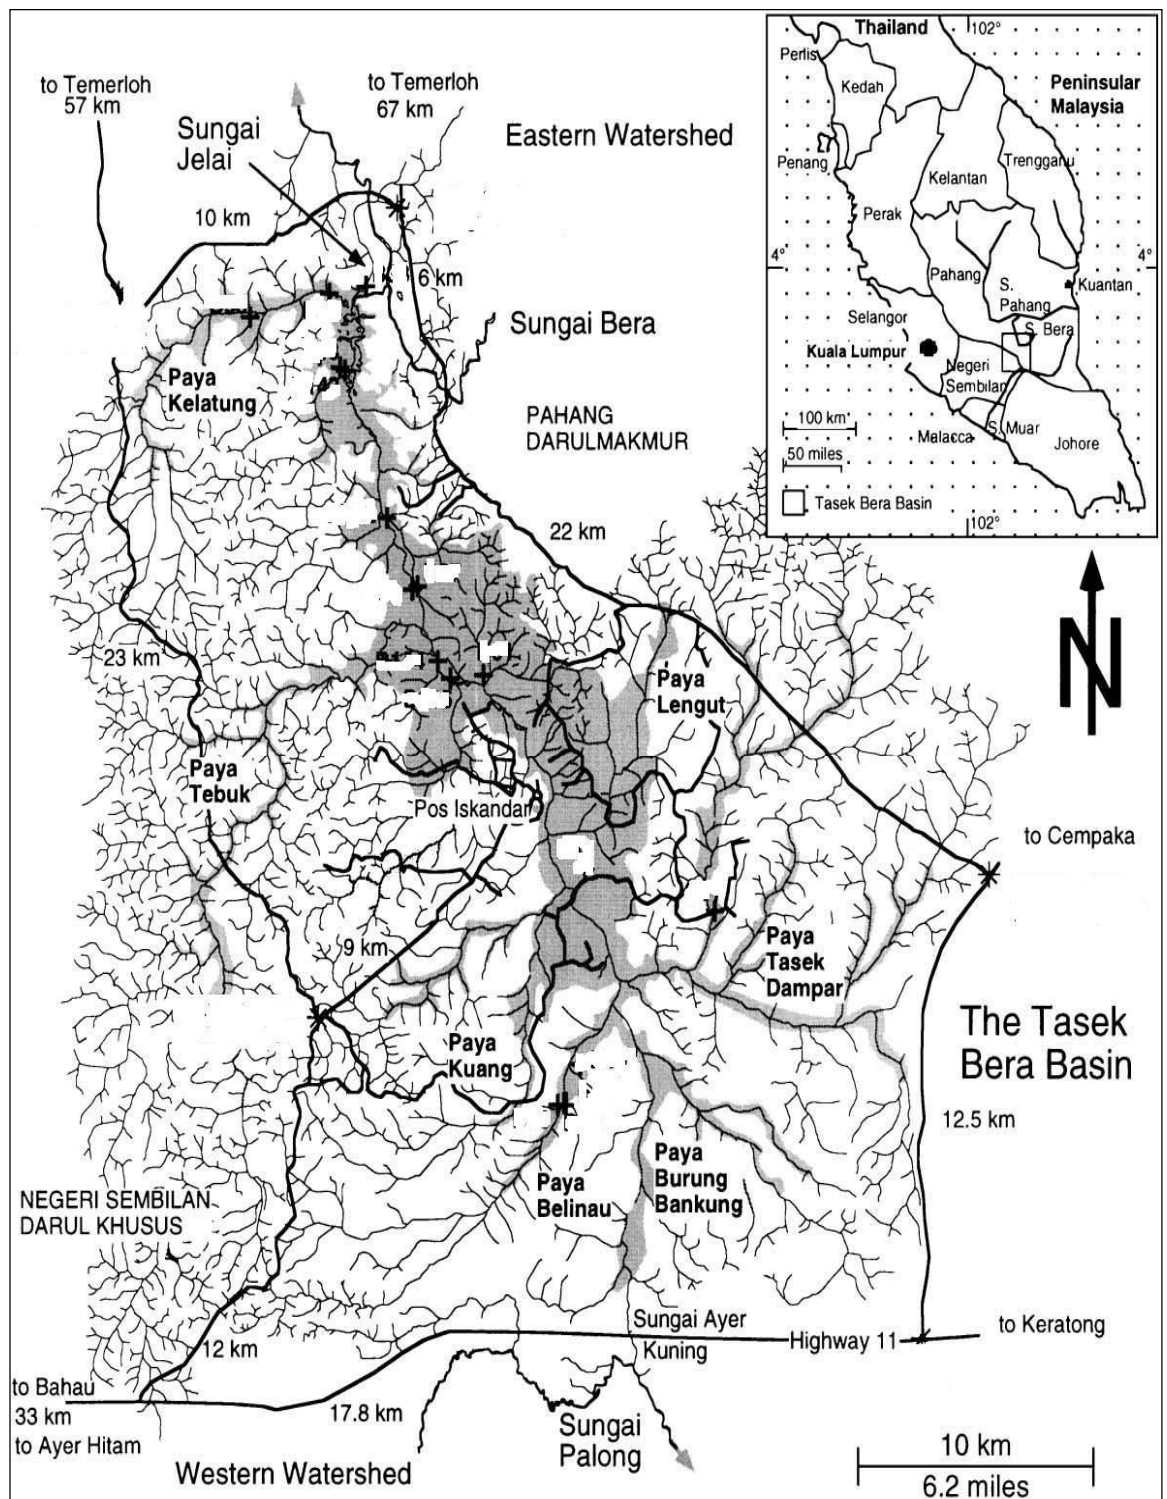 to Temerloh
57 km
to Temerloh
67 km
Sungai
Jelai
Eastern Watershed
10 km
6 km
Sungai Bera
Paya
Kelatung
PAHANG
DARULMAKMUR
22 km
23 km
Paya
Lengut
Paya
Tebuk
Pos Iskandar
to Cempaka
9 km
Paya
Tasek
Dampar
Paya
Kuang
The Tasek
Bera Basin
12.5 km
Paya
Burung
Bankung
Paya
Belinau
NEGERI SEMBILAN
DARUL KHUSUS
Sungai Ayer
Kuning
Highway 11
to Keratong
12 km
to Bahau
33 km
to Ayer Hitam
17.8 km
Sungai
Palong
Western Watershed
10 km
6.2 miles
N
Thailand
102°
Perlis
Kedah
Peninsular
Malaysia
Penang
Trengganu
Kelantan
Perak
4°
4°
Pahang
S.
Pahang
Kuantan
Selangor
S. Bera
Kuala Lumpur
Negeri
Sembilan
100 km
Malacca
S. Muar
Johore
50 miles
Tasek Bera Basin
102°